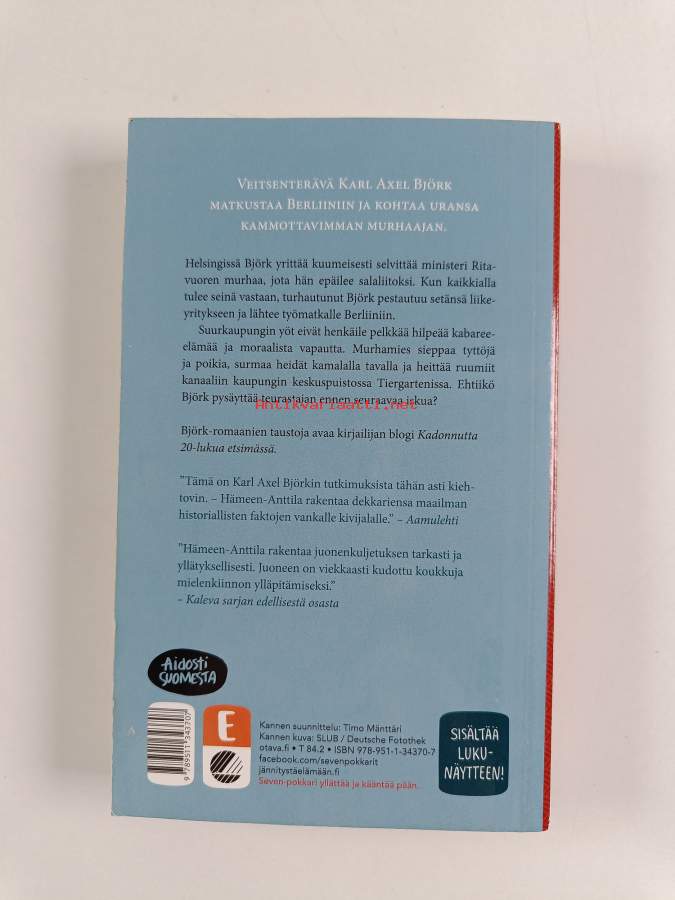 Veitsenterävä Karl Axel Björk
matkustaa Berliiniin ja kohtaa uransa
kammottavimman murhaajan.
Helsingissä Björk yrittää kuumeisesti selvittää ministeri Rita-
vuoren murhaa, jota hän epäilee salaliitoksi. Kun kaikkialla
tulee seinä vastaan, turhautunut Björk pestautuu setänsä liike-
yritykseen ja lähtee työmatkalle Berliiniin.
Suurkaupungin yöt eivät henkäile pelkkää hilpeää kabaree-
elämää ja moraalista vapautta. Murhamies sieppaa tyttöjä
ja poikia, surmaa heidät kamalalla tavalla ja heittää ruumiit
kanaaliin kaupungin keskuspuistossa Tiergartenissa. Ehtiikö
Björk pysäyttää teurastajan ennen seuraavaa iskua?
Antikvariaatti.net
Björk-romaanien taustoja avaa kirjailijan blogi Kadonnutta
20-lukua etsimässä.
"Tämä on Karl Axel Björkin tutkimuksista tähän asti kieh-
tovin. – Hämeen-Anttila rakentaa dekkariensa maailman
historiallisten faktojen vankalle kivijalalle." – Aamulehti
"Hämeen-Anttila rakentaa juonenkuljetuksen tarkasti ja
yllätyksellisesti. Juoneen on viekkaasti kudottu koukkuja
mielenkiinnon ylläpitämiseksi."
– Kaleva sarjan edellisestä osasta
Aidosti
SUOMESTA
9 789511 343707
E
Kannen suunnittelu: Timo Mänttäri
Kannen kuva: SLUB / Deutsche Fotothek
otava.fi • T 84.2 • ISBN 978-951-1-34370-7
facebook.com/sevenpokkarit
jännitystäelämään.fi
Seven-pokkari yllättää ja kääntää pään.
SISÄLTÄÄ
LUKU-
NÄYTTEEN!